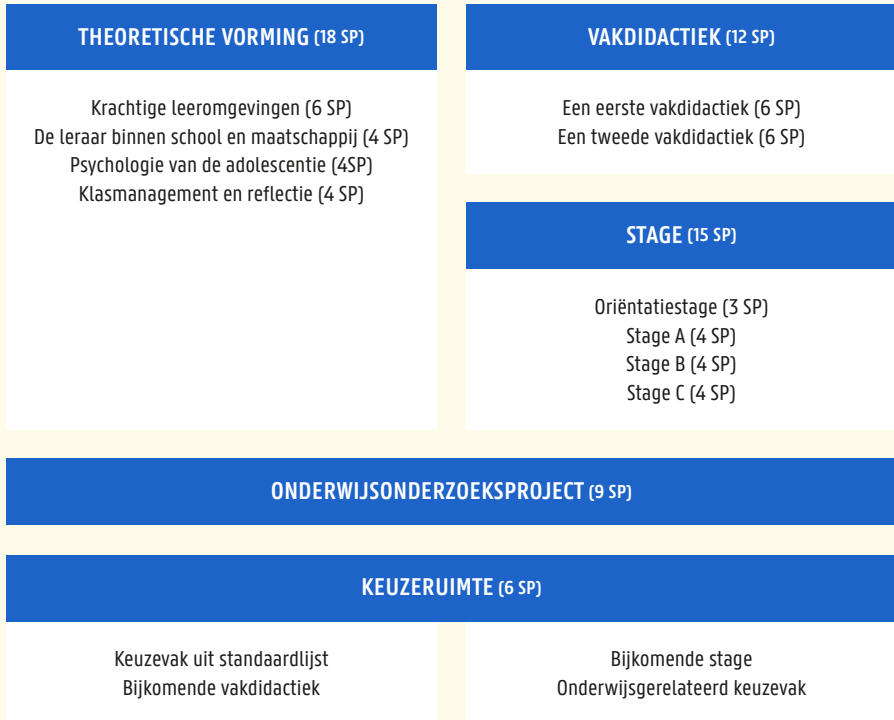 THEORETISCHE VORMING (18 SP)
Krachtige leeromgevingen (6 SP)
De leraar binnen school en maatschappij (4 SP)
Psychologie van de adolescentie (4SP)
Klasmanagement en reflectie (4 SP)
VAKDIDACTIEK (12 SP)
Een eerste vakdidactiek (6 SP)
Een tweede vakdidactiek (6 SP)
STAGE (15 SP)
Oriëntatiestage (3 SP)
Stage A (4 SP)
Stage B (4 SP)
Stage C (4 SP)
ONDERWIJSONDERZOEKSPROJECT (9 SP)
KEUZERUIMTE (6 SP)
Keuzevak uit standaardlijst
Bijkomende vakdidactiek
Bijkomende stage
Onderwijsgerelateerd keuzevak